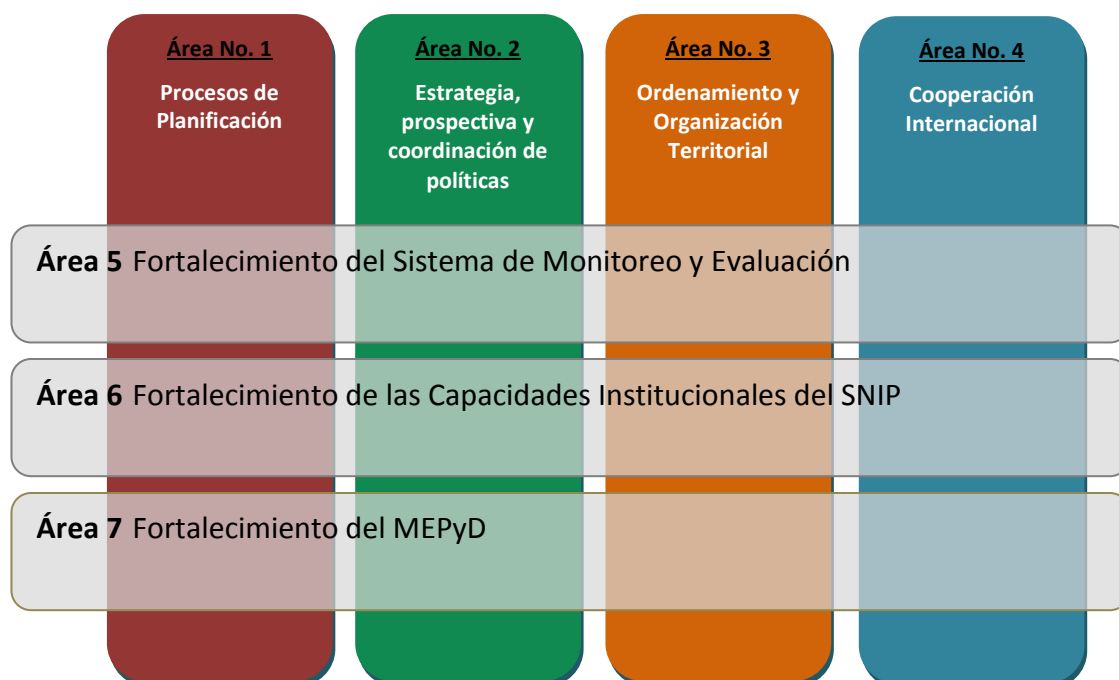 Área No. 1
Procesos de
Planificación
Área No. 2
Estrategia,
prospectiva y
coordinación de
políticas
Área No. 3
Ordenamiento y
Organización
Territorial
Área No. 4
Cooperación
Internacional
Área 5 Fortalecimiento del Sistema de Monitoreo y Evaluación
Área 6 Fortalecimiento de las Capacidades Institucionales del SNIP
Área 7 Fortalecimiento del MEPyD